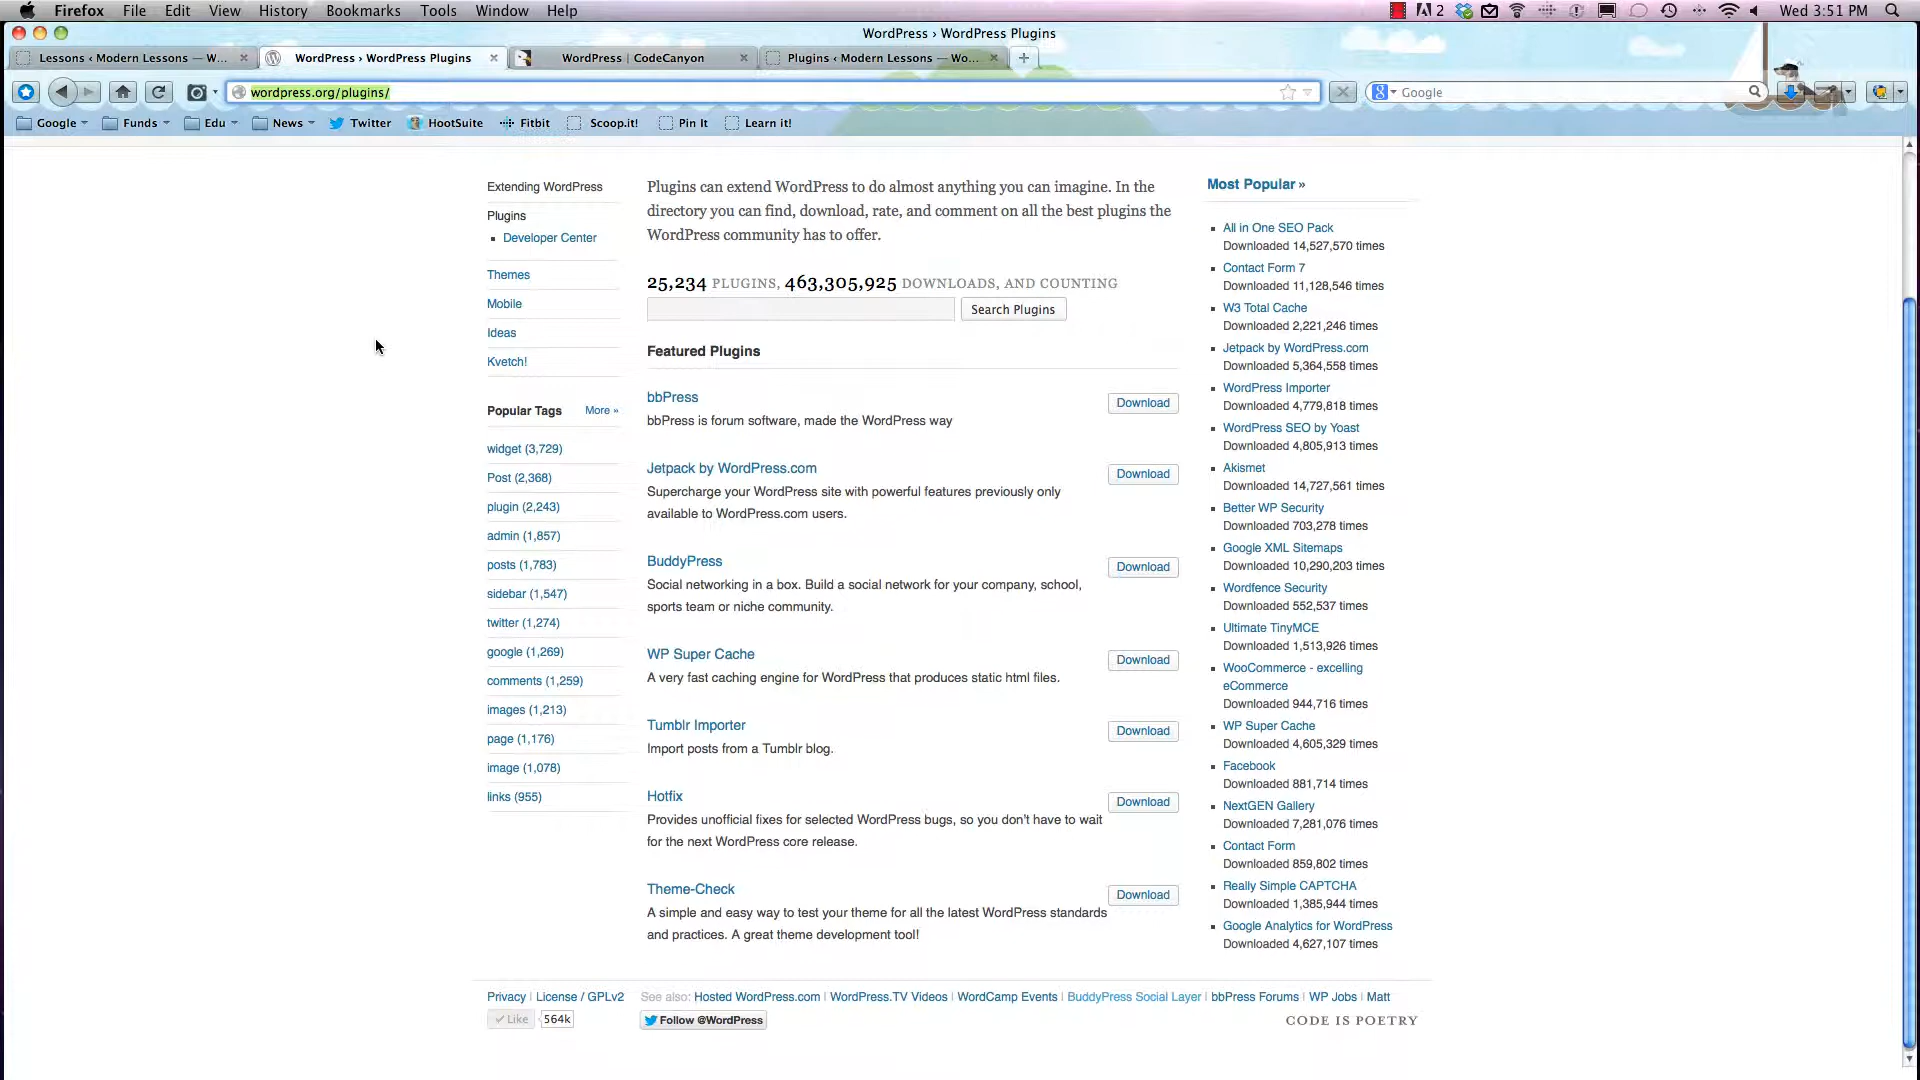 Firefox File Edit View History Bookmarks Tools Window Help 2 Wed 3:51 PM
WordPress › WordPress Plugins
Lessons ‹ Modern Lessons — W... WordPress › WordPress Plugins WordPress | CodeCanyon Plugins ‹ Modern Lessons — Wo...
wordpress.org/plugins/ Google
Google Funds Edu News Twitter HootSuite Fitbit Scoop.it! Pin It Learn it!
Extending WordPress
Plugins
Developer Center
Themes
Mobile
Ideas
Kvetch!
Popular Tags More »
widget (3,729)
Post (2,368)
plugin (2,243)
admin (1,857)
posts (1,783)
sidebar (1,547)
twitter (1,274)
google (1,269)
comments (1,259)
images (1,213)
page (1,176)
image (1,078)
links (955)
Plugins can extend WordPress to do almost anything you can imagine. In the
directory you can find, download, rate, and comment on all the best plugins the
WordPress community has to offer.
25,234 PLUGINS, 463,305,925 DOWNLOADS, AND COUNTING
Search Plugins
Featured Plugins
bbPress Download
bbPress is forum software, made the WordPress way
Jetpack by WordPress.com Download
Supercharge your WordPress site with powerful features previously only
available to WordPress.com users.
BuddyPress Download
Social networking in a box. Build a social network for your company, school,
sports team or niche community.
WP Super Cache Download
A very fast caching engine for WordPress that produces static html files.
Tumblr Importer Download
Import posts from a Tumblr blog.
Hotfix Download
Provides unofficial fixes for selected WordPress bugs, so you don't have to wait
for the next WordPress core release.
Theme-Check Download
A simple and easy way to test your theme for all the latest WordPress standards
and practices. A great theme development tool!
Most Popular »
All in One SEO Pack
Downloaded 14,527,570 times
Contact Form 7
Downloaded 11,128,546 times
W3 Total Cache
Downloaded 2,221,246 times
Jetpack by WordPress.com
Downloaded 5,364,558 times
WordPress Importer
Downloaded 4,779,818 times
WordPress SEO by Yoast
Downloaded 4,805,913 times
Akismet
Downloaded 14,727,561 times
Better WP Security
Downloaded 703,278 times
Google XML Sitemaps
Downloaded 10,290,203 times
Wordfence Security
Downloaded 552,537 times
Ultimate TinyMCE
Downloaded 1,513,926 times
WooCommerce - excelling
eCommerce
Downloaded 944,716 times
WP Super Cache
Downloaded 4,605,329 times
Facebook
Downloaded 881,714 times
NextGEN Gallery
Downloaded 7,281,076 times
Contact Form
Downloaded 859,802 times
Really Simple CAPTCHA
Downloaded 1,385,944 times
Google Analytics for WordPress
Downloaded 4,627,107 times
Privacy | License / GPLv2 See also: Hosted WordPress.com | WordPress.TV Videos | WordCamp Events | BuddyPress Social Layer | bbPress Forums | WP Jobs | Matt
Like 564k Follow @WordPress CODE IS POETRY